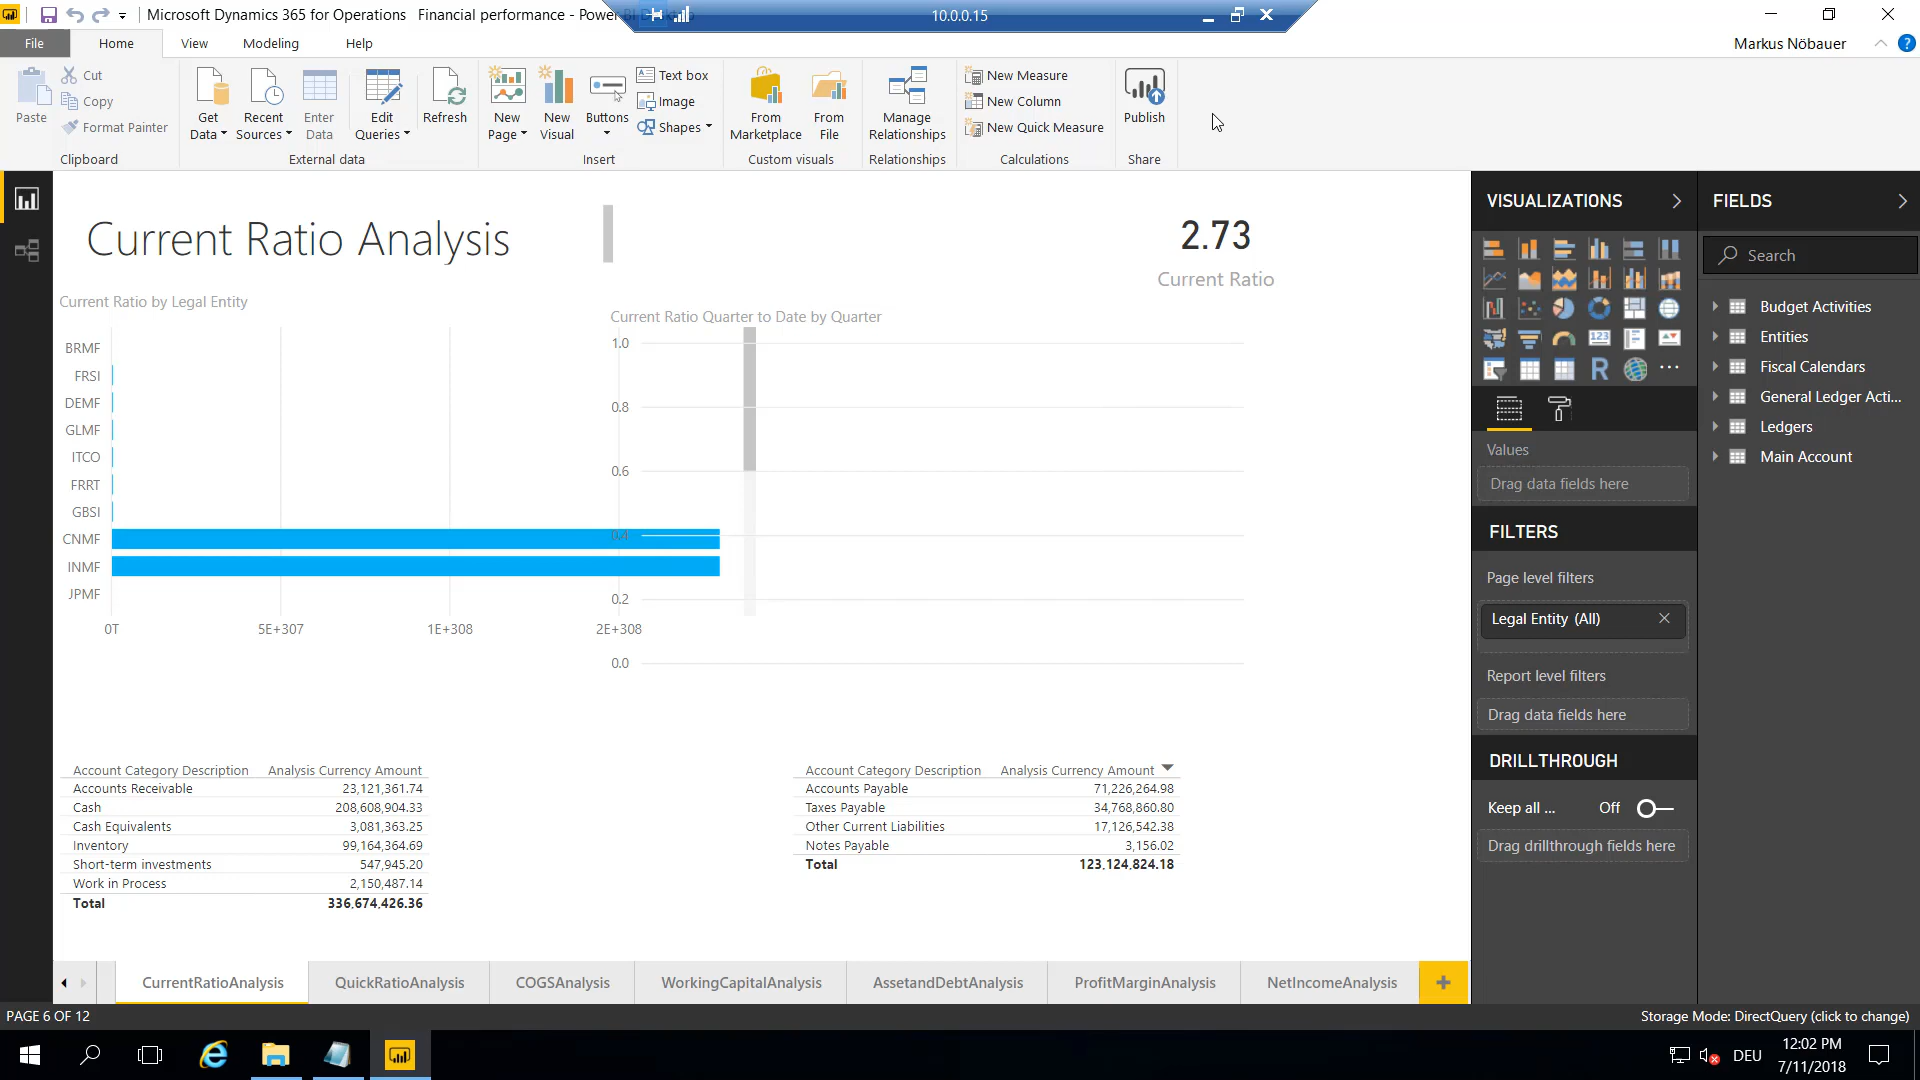 Microsoft Dynamics 365 for Operations Financial performance - Power BI Desktop
10.0.0.15
File Home View Modeling Help
Markus Nöbauer
Paste
Cut
Copy
Format Painter
Clipboard
Get Data
Recent Sources
Enter Data
Edit Queries
Refresh
External data
New Page
New Visual
Buttons
Text box
Image
Shapes
Insert
From Marketplace
From File
Custom visuals
Manage Relationships
Relationships
New Measure
New Column
New Quick Measure
Calculations
Publish
Share
Current Ratio Analysis
2.73
Current Ratio
Current Ratio by Legal Entity
BRMF
FRSI
DEMF
GLMF
ITCO
FRRT
GBSI
CNMF
INMF
JPMF
0T 5E+307 1E+308 2E+308
Current Ratio Quarter to Date by Quarter
1.0
0.8
0.6
0.4
0.2
0.0
Account Category Description Analysis Currency Amount
Accounts Receivable 23,121,361.74
Cash 208,608,904.33
Cash Equivalents 3,081,363.25
Inventory 99,164,364.69
Short-term investments 547,945.20
Work in Process 2,150,487.14
Total 336,674,426.36
Account Category Description Analysis Currency Amount
Accounts Payable 71,226,264.98
Taxes Payable 34,768,860.80
Other Current Liabilities 17,126,542.38
Notes Payable 3,156.02
Total 123,124,824.18
VISUALIZATIONS
123
R
Values
Drag data fields here
FILTERS
Page level filters
Legal Entity (All)
Report level filters
Drag data fields here
DRILLTHROUGH
Keep all ... Off
Drag drillthrough fields here
FIELDS
Search
Budget Activities
Entities
Fiscal Calendars
General Ledger Acti...
Ledgers
Main Account
CurrentRatioAnalysis QuickRatioAnalysis COGSAnalysis WorkingCapitalAnalysis AssetandDebtAnalysis ProfitMarginAnalysis NetIncomeAnalysis
PAGE 6 OF 12
Storage Mode: DirectQuery (click to change)
DEU
12:02 PM
7/11/2018